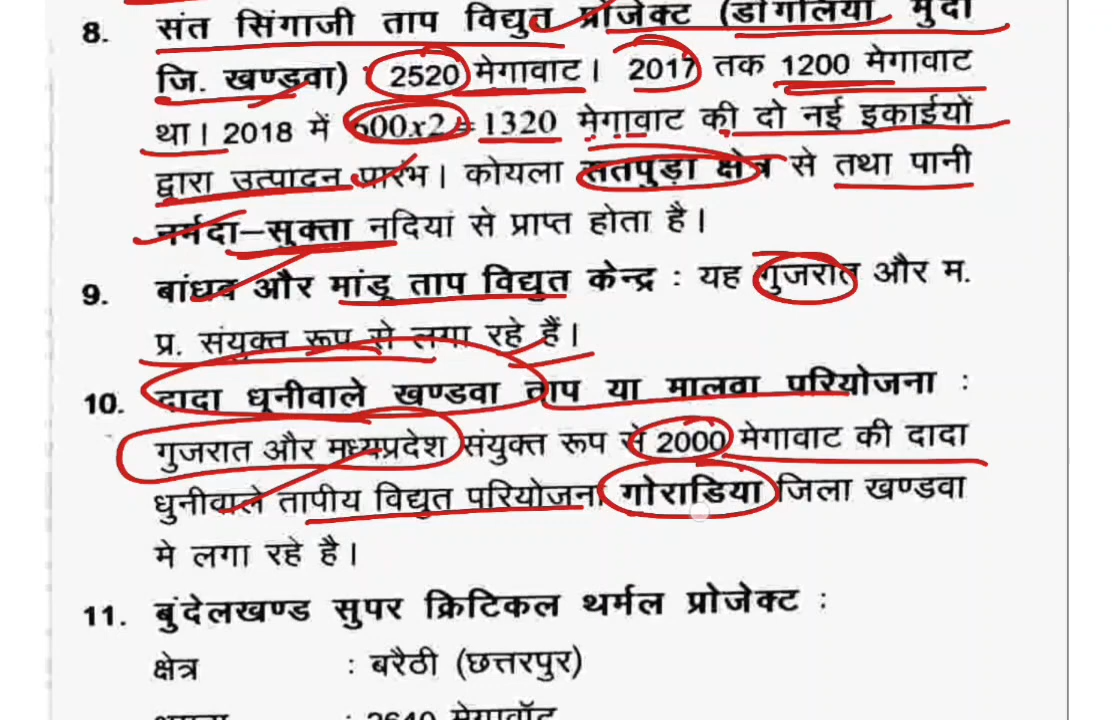 8. संत सिंगाजी ताप विद्युत प्रोजेक्ट (डोंगलिया मुंदी
जि. खण्डवा) : 2520 मेगावाट। 2017 तक 1200 मेगावाट
था। 2018 में 600x2 = 1320 मेगावाट की दो नई इकाईयों
द्वारा उत्पादन प्रारंभ। कोयला सतपुड़ा क्षेत्र से तथा पानी
नर्मदा–सुक्ता नदियां से प्राप्त होता है।
9. बांधव और मांडू ताप विद्युत केन्द्र : यह गुजरात और म.
प्र. संयुक्त रूप से लगा रहे हैं।
10. दादा धूनीवाले खण्डवा ताप या मालवा परियोजना :
गुजरात और मध्यप्रदेश संयुक्त रूप से 2000 मेगावाट की दादा
धुनीवाले तापीय विद्युत परियोजना गोराडिया जिला खण्डवा
मे लगा रहे है।
11. बुंदेलखण्ड सुपर क्रिटिकल थर्मल प्रोजेक्ट :
क्षेत्र : बरैठी (छत्तरपुर)
: 2640 मेगावॉट